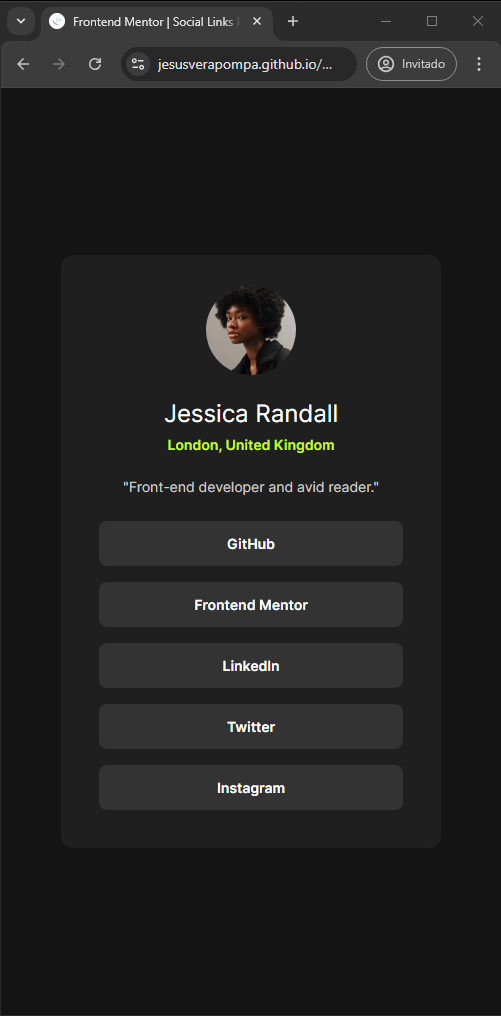 Frontend Mentor | Social Links
jesusverapompa.github.io/...
Invitado
Jessica Randall
London, United Kingdom
"Front-end developer and avid reader."
GitHub
Frontend Mentor
LinkedIn
Twitter
Instagram